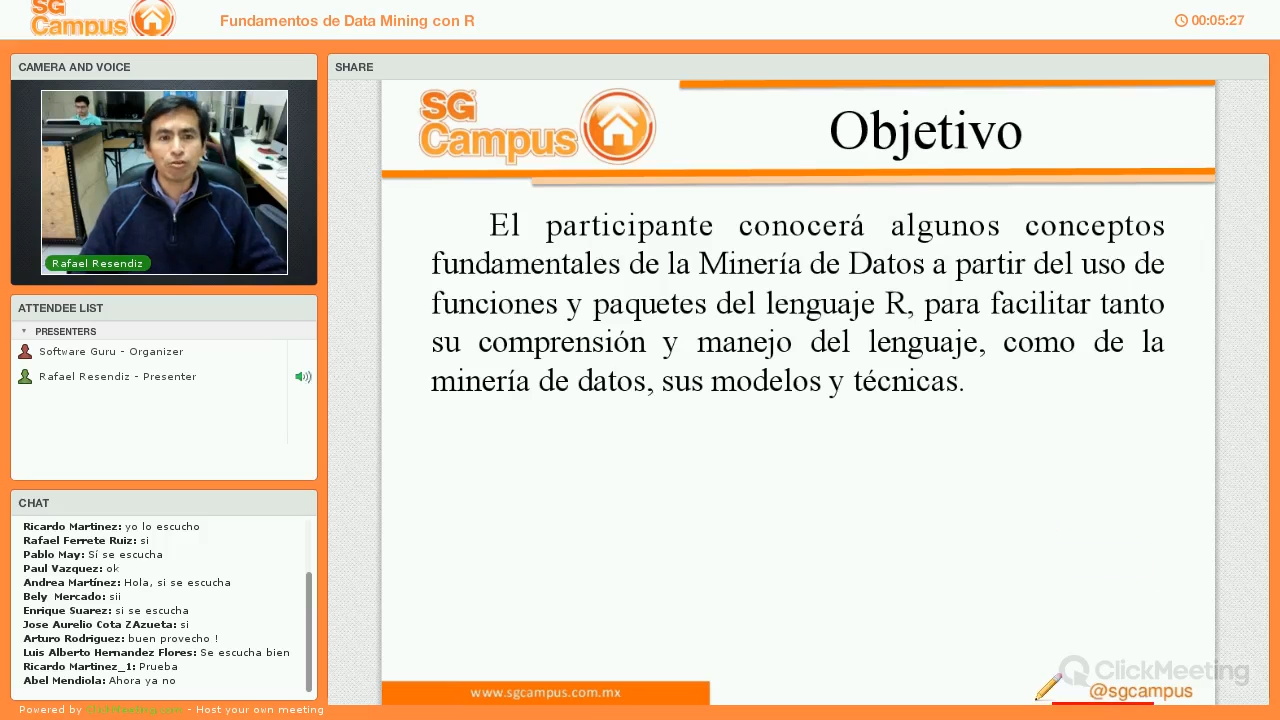 SG
Campus
Fundamentos de Data Mining con R
00:05:27
CAMERA AND VOICE
Rafael Resendiz
ATTENDEE LIST
PRESENTERS
Software Guru - Organizer
Rafael Resendiz - Presenter
CHAT
Ricardo Martinez: yo lo escucho
Rafael Ferrete Ruiz: si
Pablo May: Sí se escucha
Paul Vazquez: ok
Andrea Martínez: Hola, si se escucha
Bely Mercado: sii
Enrique Suarez: si se escucha
Jose Aurelio Cota ZAzueta: si
Arturo Rodriguez: buen provecho !
Luis Alberto Hernandez Flores: Se escucha bien
Ricardo Martinez_1: Prueba
Abel Mendiola: Ahora ya no
Powered by ClickMeeting.com - Host your own meeting
SHARE
SG
Campus
Objetivo
El participante conocerá algunos conceptos
fundamentales de la Minería de Datos a partir del uso de
funciones y paquetes del lenguaje R, para facilitar tanto
su comprensión y manejo del lenguaje, como de la
minería de datos, sus modelos y técnicas.
www.sgcampus.com.mx
ClickMeeting
@sgcampus